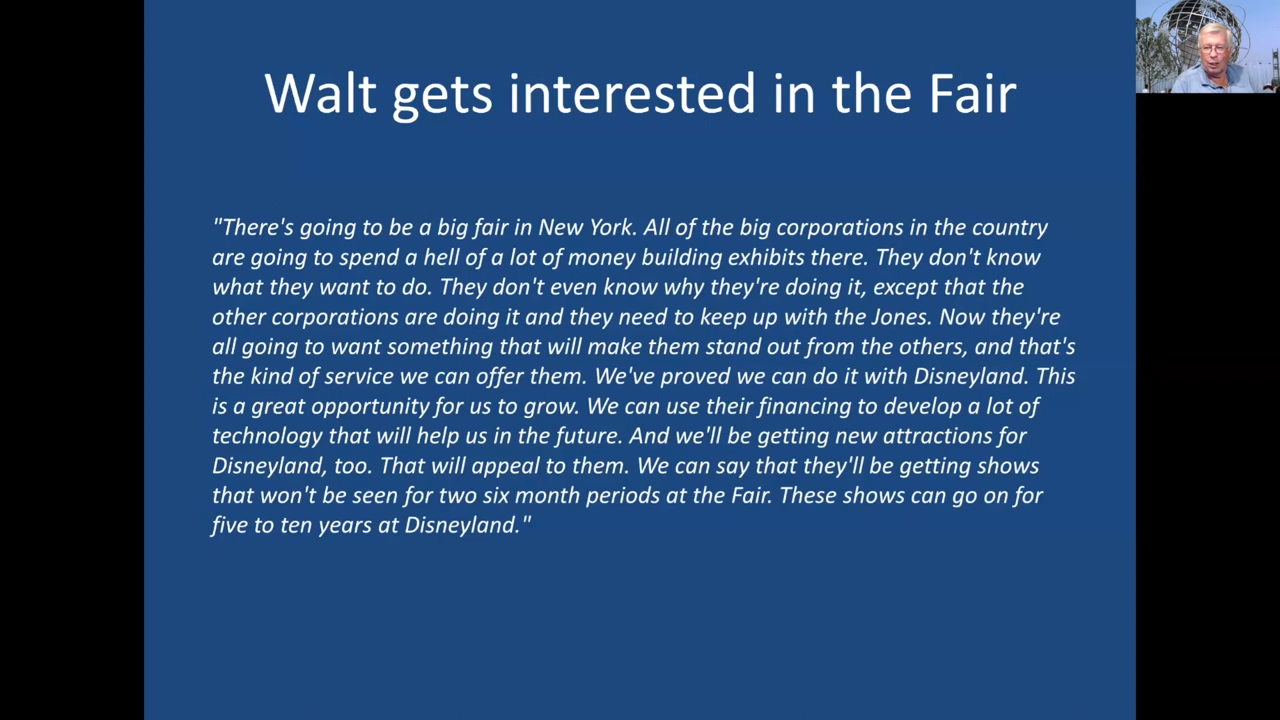 Walt gets interested in the Fair
"There's going to be a big fair in New York. All of the big corporations in the country
are going to spend a hell of a lot of money building exhibits there. They don't know
what they want to do. They don't even know why they're doing it, except that the
other corporations are doing it and they need to keep up with the Jones. Now they're
all going to want something that will make them stand out from the others, and that's
the kind of service we can offer them. We've proved we can do it with Disneyland. This
is a great opportunity for us to grow. We can use their financing to develop a lot of
technology that will help us in the future. And we'll be getting new attractions for
Disneyland, too. That will appeal to them. We can say that they'll be getting shows
that won't be seen for two six month periods at the Fair. These shows can go on for
five to ten years at Disneyland."